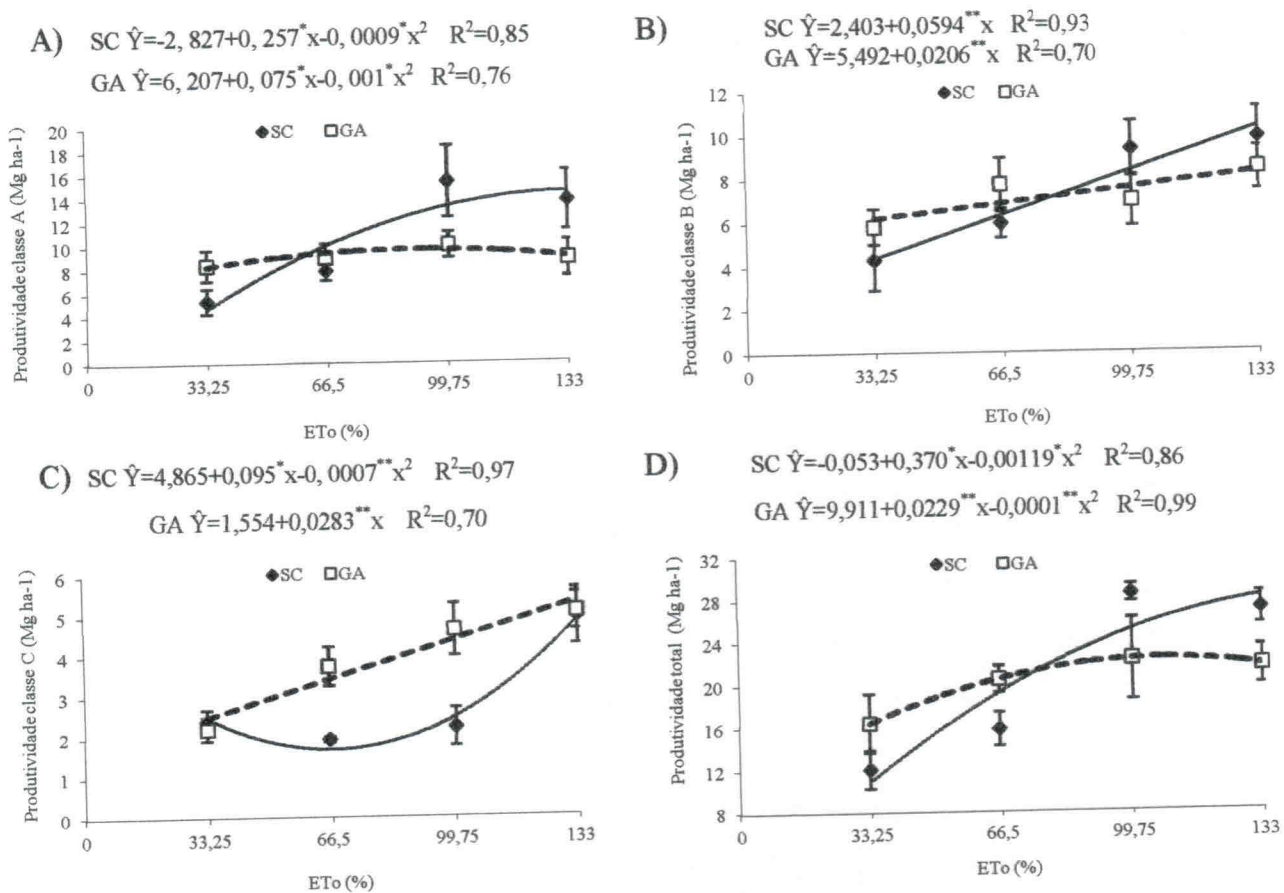 A) SC Ŷ=-2, 827+0, 257*x-0, 0009*x² R²=0,85
GA Ŷ=6, 207+0, 075*x-0, 001*x² R²=0,76
SC GA
Produtividade classe A (Mg ha-1)
20
18
16
14
12
10
8
6
4
2
0
0 33,25 66,5 99,75 133
ETo (%)
B) SC Ŷ=2,403+0,0594**x R²=0,93
GA Ŷ=5,492+0,0206**x R²=0,70
SC GA
Produtividade classe B (Mg ha-1)
12
10
8
6
4
2
0
0 33,25 66,5 99,75 133
ETo (%)
C) SC Ŷ=4,865+0,095*x-0, 0007**x² R²=0,97
GA Ŷ=1,554+0,0283**x R²=0,70
SC GA
Produtividade classe C (Mg ha-1)
6
5
4
3
2
1
0
0 33,25 66,5 99,75 133
ETo (%)
D) SC Ŷ=-0,053+0,370*x-0,00119*x² R²=0,86
GA Ŷ=9,911+0,0229**x-0,0001**x² R²=0,99
SC GA
Produtividade total (Mg ha-1)
32
28
24
20
16
12
8
0 33,25 66,5 99,75 133
ETo (%)